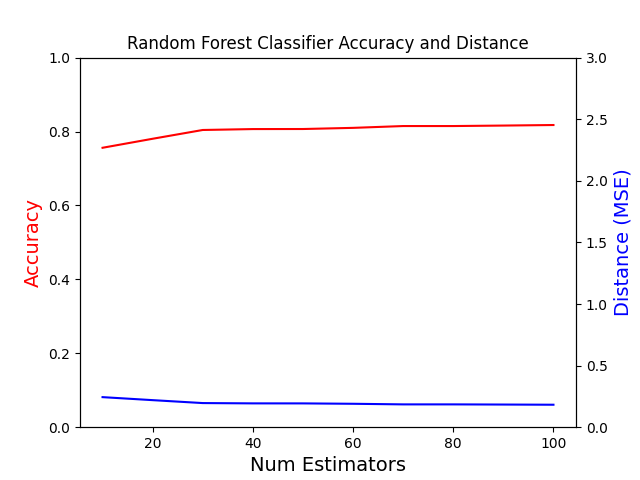 Random Forest Classifier Accuracy and Distance
1.0
0.8
0.6
0.4
0.2
0.0
Accuracy
3.0
2.5
2.0
1.5
1.0
0.5
0.0
Distance (MSE)
20 40 60 80 100
Num Estimators